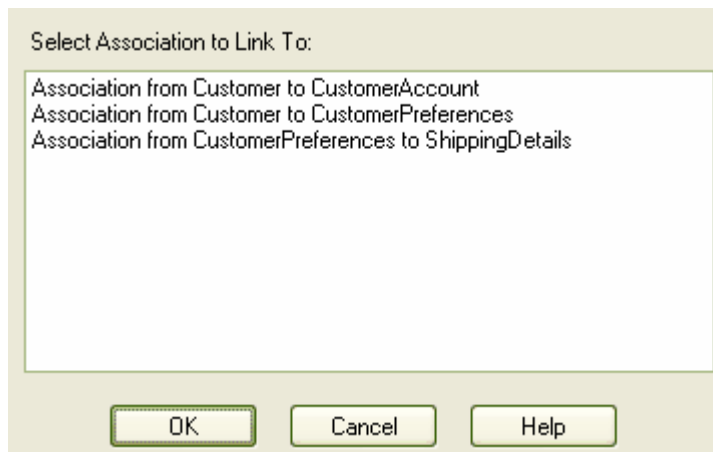 Select Association to Link To:
Association from Customer to CustomerAccount
Association from Customer to CustomerPreferences
Association from CustomerPreferences to ShippingDetails
OK Cancel Help